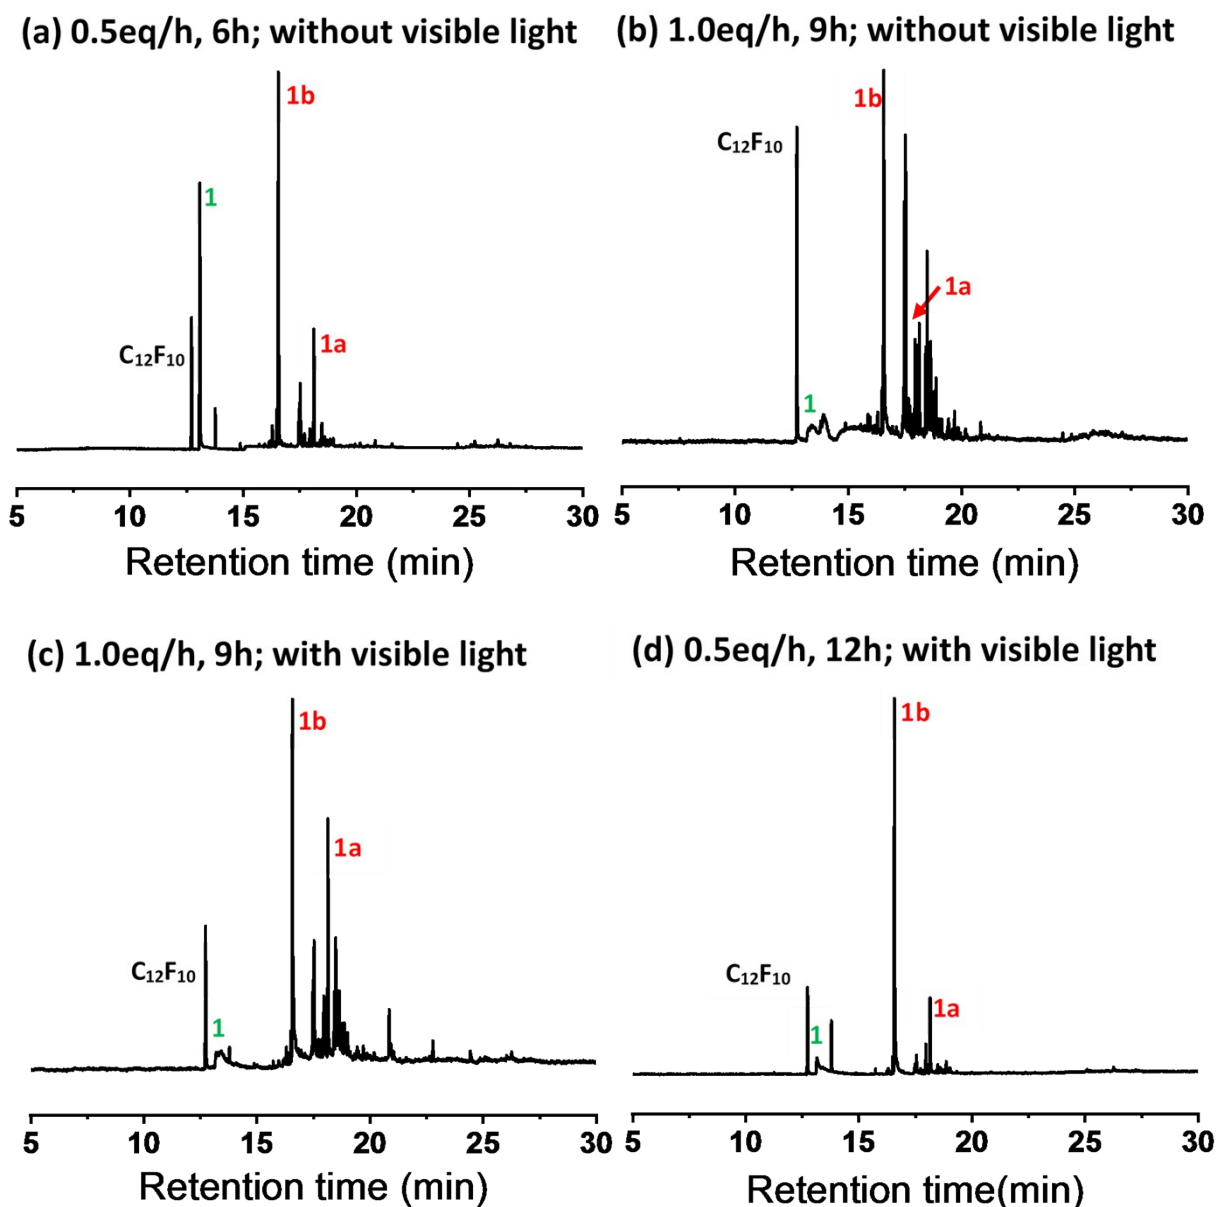 (a) 0.5eq/h, 6h; without visible light
1b
1
1a
C₁₂F₁₀
5 10 15 20 25 30
Retention time (min)
(b) 1.0eq/h, 9h; without visible light
1b
C₁₂F₁₀
1a
1
5 10 15 20 25 30
Retention time (min)
(c) 1.0eq/h, 9h; with visible light
1b
1a
C₁₂F₁₀
1
5 10 15 20 25 30
Retention time (min)
(d) 0.5eq/h, 12h; with visible light
1b
C₁₂F₁₀
1a
1
5 10 15 20 25 30
Retention time(min)